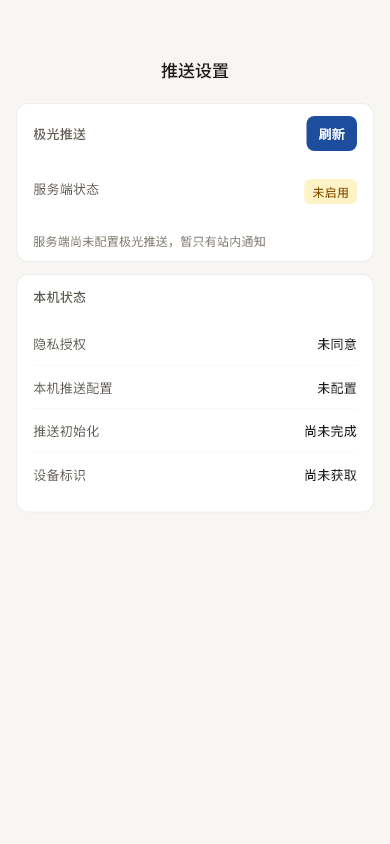 推送设置
极光推送
刷新
服务端状态
未启用
服务端尚未配置极光推送，暂只有站内通知
本机状态
隐私授权
未同意
本机推送配置
未配置
推送初始化
尚未完成
设备标识
尚未获取